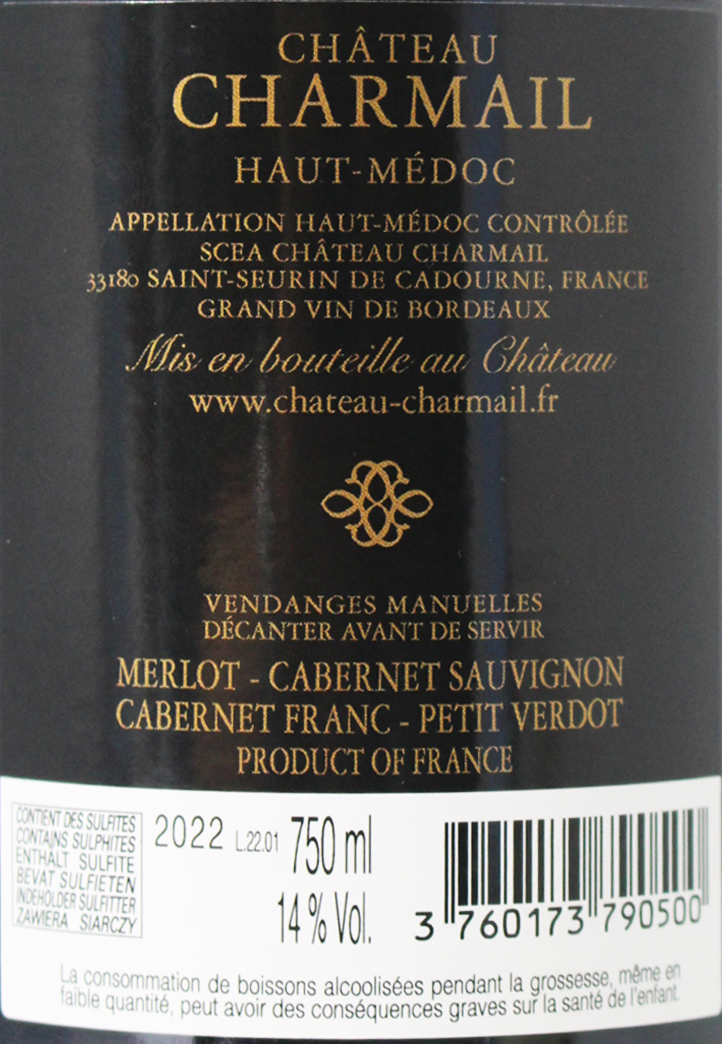 CHÂTEAU
CHARMAIL
HAUT-MÉDOC
APPELLATION HAUT-MÉDOC CONTRÔLÉE
SCEA CHÂTEAU CHARMAIL
33180 SAINT-SEURIN DE CADOURNE, FRANCE
GRAND VIN DE BORDEAUX
Mis en bouteille au Château
www.chateau-charmail.fr
VENDANGES MANUELLES
DÉCANTER AVANT DE SERVIR
MERLOT - CABERNET SAUVIGNON
CABERNET FRANC - PETIT VERDOT
PRODUCT OF FRANCE
CONTIENT DES SULFITES
CONTAINS SULPHITES
ENTHALT SULFITE
BEVAT SULFIETEN
INDEHOLDER SULFITTER
ZAWIERA SIARCZY
2022 L.22.01 750 ml
14 % Vol.
3 760173 790500
La consommation de boissons alcoolisées pendant la grossesse, même en
faible quantité, peut avoir des conséquences graves sur la santé de l'enfant.